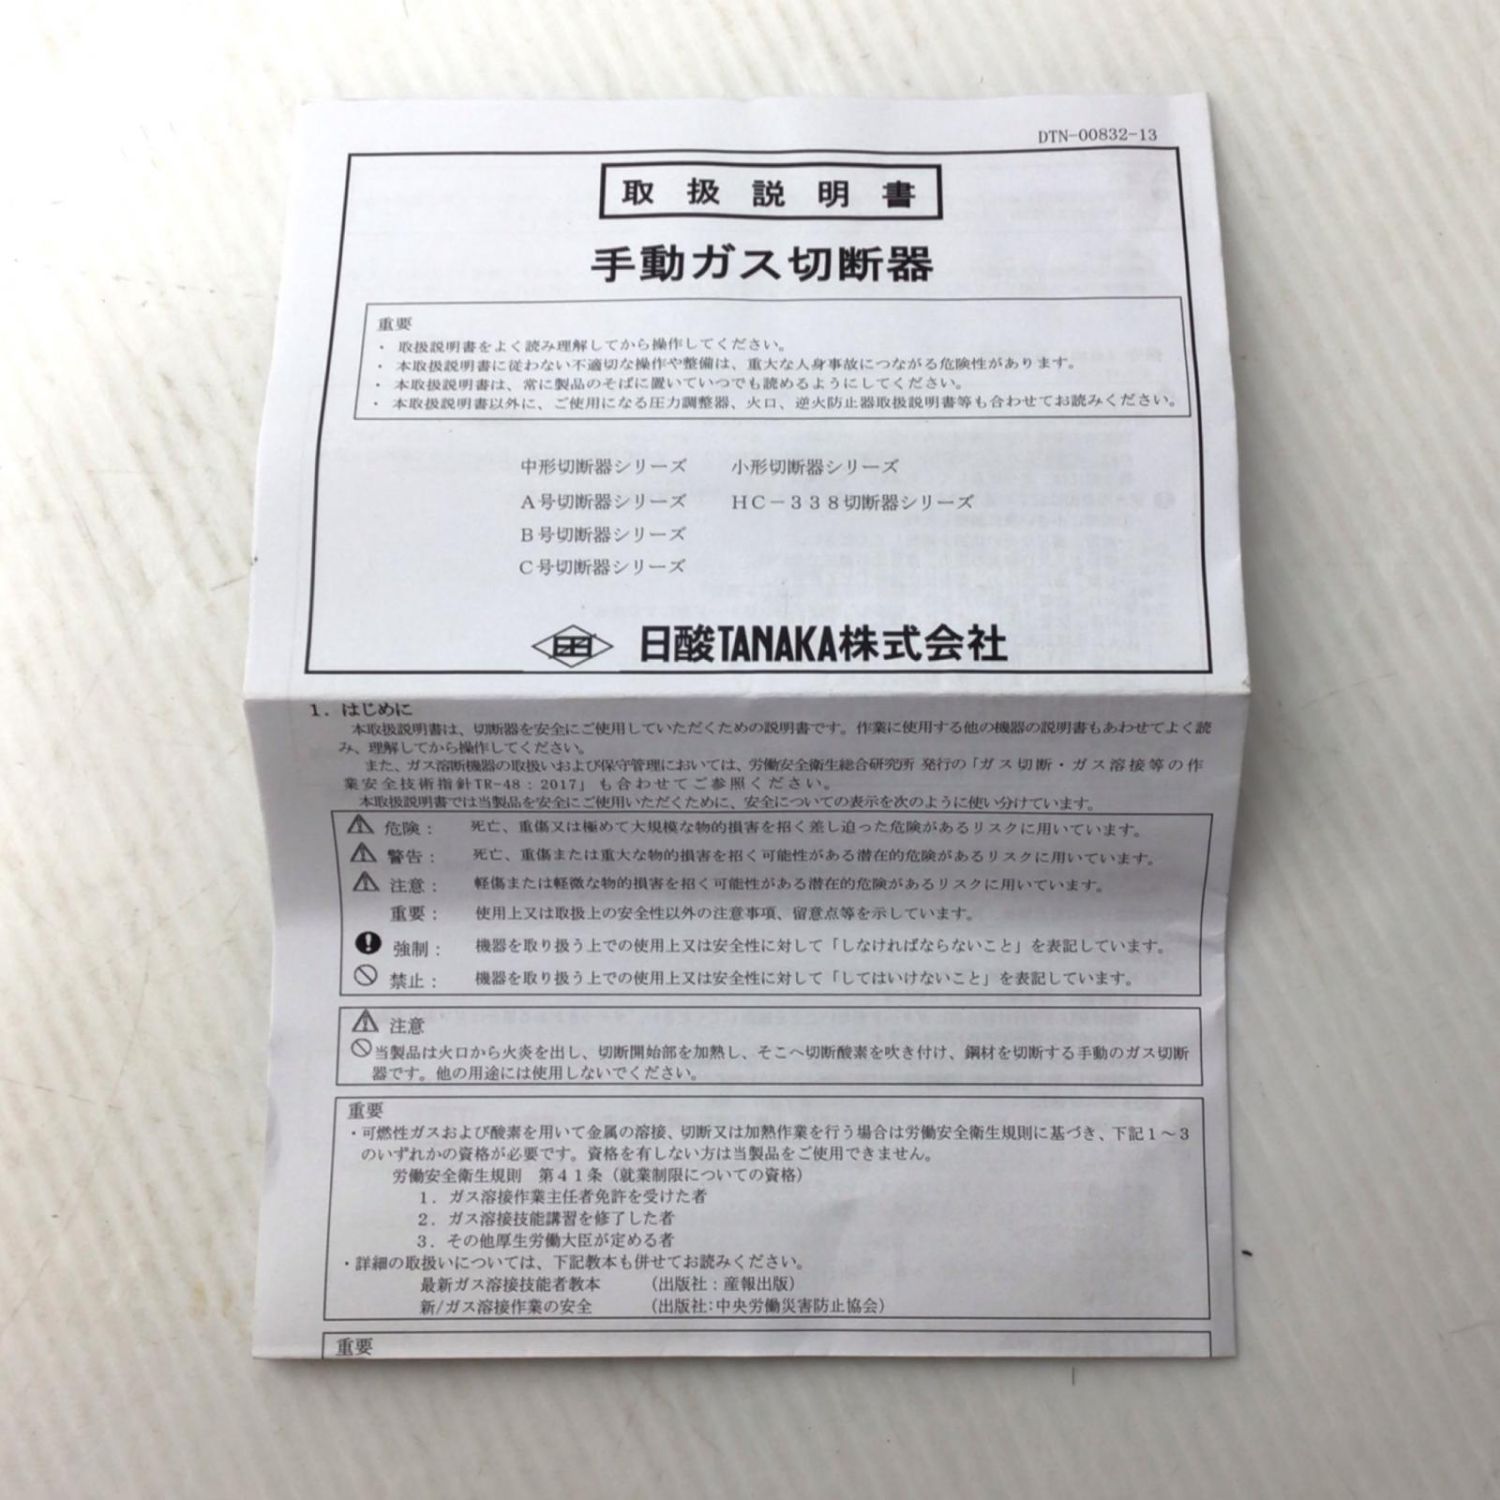 DTN-00832-13
取扱説明書
手動ガス切断器
重要
・ 取扱説明書をよく読み理解してから操作してください。
・ 本取扱説明書に従わない不適切な操作や整備は、重大な人身事故につながる危険性があります。
・ 本取扱説明書は、常に製品のそばに置いていつでも読めるようにしてください。
・ 本取扱説明書以外に、ご使用になる圧力調整器、火口、逆火防止器取扱説明書等も合わせてお読みください。
中形切断器シリーズ 小形切断器シリーズ
A号切断器シリーズ HC－338切断器シリーズ
B号切断器シリーズ
C号切断器シリーズ
日酸TANAKA株式会社
1．はじめに
本取扱説明書は、切断器を安全にご使用していただくための説明書です。作業に使用する他の機器の説明書もあわせてよく読
み、理解してから操作してください。
また、ガス溶断機器の取扱いおよび保守管理においては、労働安全衛生総合研究所 発行の「ガス切断・ガス溶接等の作
業安全技術指針TR-48：2017」も合わせてご参照ください。
本取扱説明書では当製品を安全にご使用いただくために、安全についての表示を次のように使い分けています。
⚠ 危険： 死亡、重傷又は極めて大規模な物的損害を招く差し迫った危険があるリスクに用いています。
⚠ 警告： 死亡、重傷または重大な物的損害を招く可能性がある潜在的危険があるリスクに用いています。
⚠ 注意： 軽傷または軽微な物的損害を招く可能性がある潜在的危険があるリスクに用いています。
重要： 使用上又は取扱上の安全性以外の注意事項、留意点等を示しています。
強制： 機器を取り扱う上での使用上又は安全性に対して「しなければならないこと」を表記しています。
禁止： 機器を取り扱う上での使用上又は安全性に対して「してはいけないこと」を表記しています。
⚠ 注意
当製品は火口から火炎を出し、切断開始部を加熱し、そこへ切断酸素を吹き付け、鋼材を切断する手動のガス切断
器です。他の用途には使用しないでください。
重要
・可燃性ガスおよび酸素を用いて金属の溶接、切断又は加熱作業を行う場合は労働安全衛生規則に基づき、下記1～3
のいずれかの資格が必要です。資格を有しない方は当製品をご使用できません。
労働安全衛生規則 第41条（就業制限についての資格）
1．ガス溶接作業主任者免許を受けた者
2．ガス溶接技能講習を修了した者
3．その他厚生労働大臣が定める者
・詳細の取扱いについては、下記教本も併せてお読みください。
最新ガス溶接技能者教本 （出版社：産報出版）
新/ガス溶接作業の安全 （出版社:中央労働災害防止協会）
重要